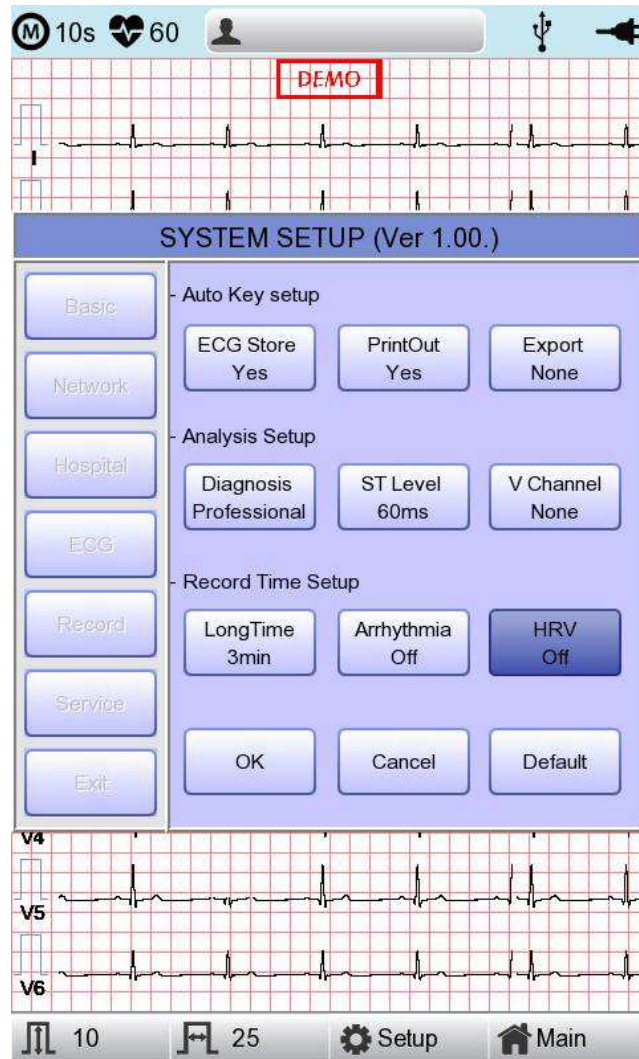 M 10s 60
DEMO
I
SYSTEM SETUP (Ver 1.00.)
Basic
Network
Hospital
ECG
Record
Service
Exit
- Auto Key setup
ECG Store
Yes
PrintOut
Yes
Export
None
- Analysis Setup
Diagnosis
Professional
ST Level
60ms
V Channel
None
- Record Time Setup
LongTime
3min
Arrhythmia
Off
HRV
Off
OK
Cancel
Default
V4
V5
V6
10 25 Setup Main